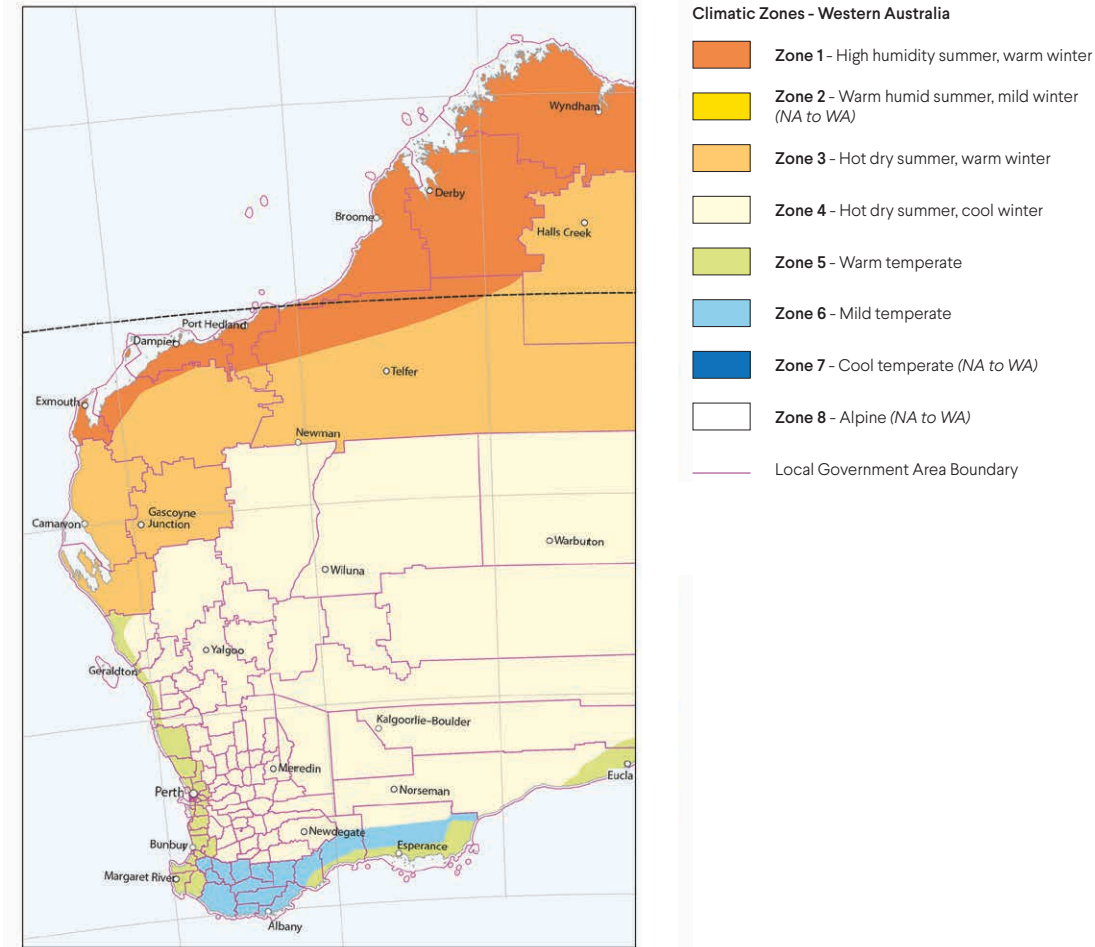 Climatic Zones - Western Australia
Zone 1 - High humidity summer, warm winter
Zone 2 - Warm humid summer, mild winter
(NA to WA)
Zone 3 - Hot dry summer, warm winter
Zone 4 - Hot dry summer, cool winter
Zone 5 - Warm temperate
Zone 6 - Mild temperate
Zone 7 - Cool temperate (NA to WA)
Zone 8 - Alpine (NA to WA)
Local Government Area Boundary
Wyndham
Derby
Broome
Halls Creek
Port Hedland
Dampier
Telfer
Exmouth
Newman
Gascoyne
Junction
Carnarvon
Warburton
Wiluna
Yalgoo
Geraldton
Kalgoorlie-Boulder
Merredin
Eucla
Perth
Norseman
Newdegate
Bunbuy
Esperance
Margaret River
Albany